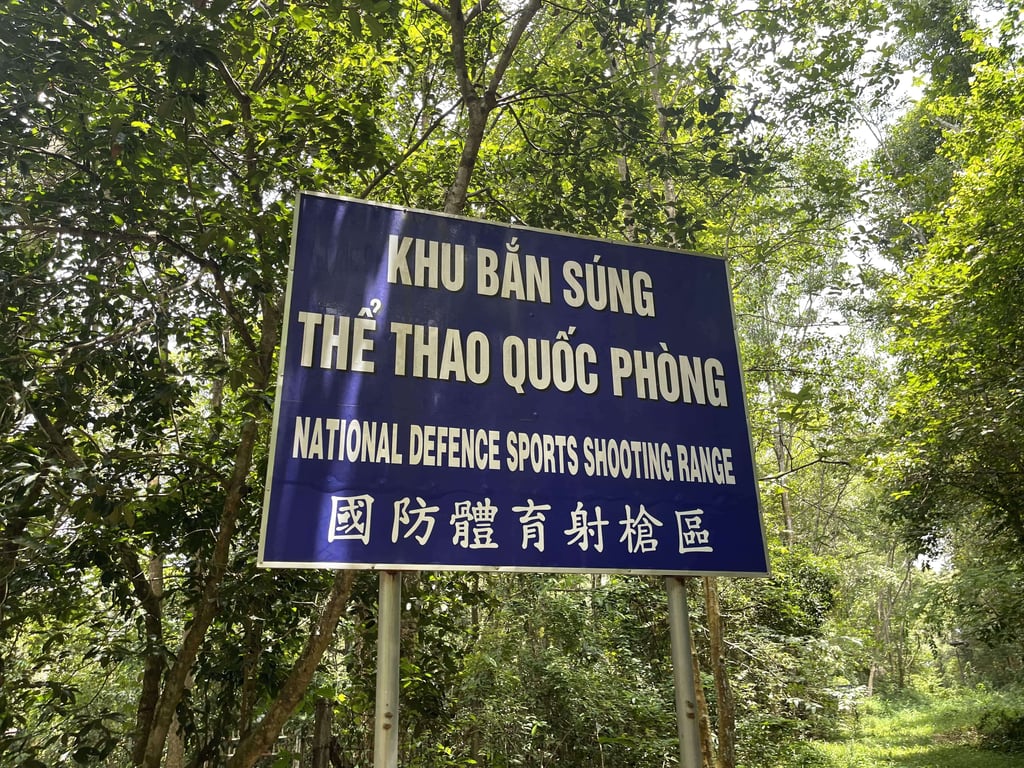 KHU BẮN SÚNG
THỂ THAO QUỐC PHÒNG
NATIONAL DEFENCE SPORTS SHOOTING RANGE
國防體育射槍區